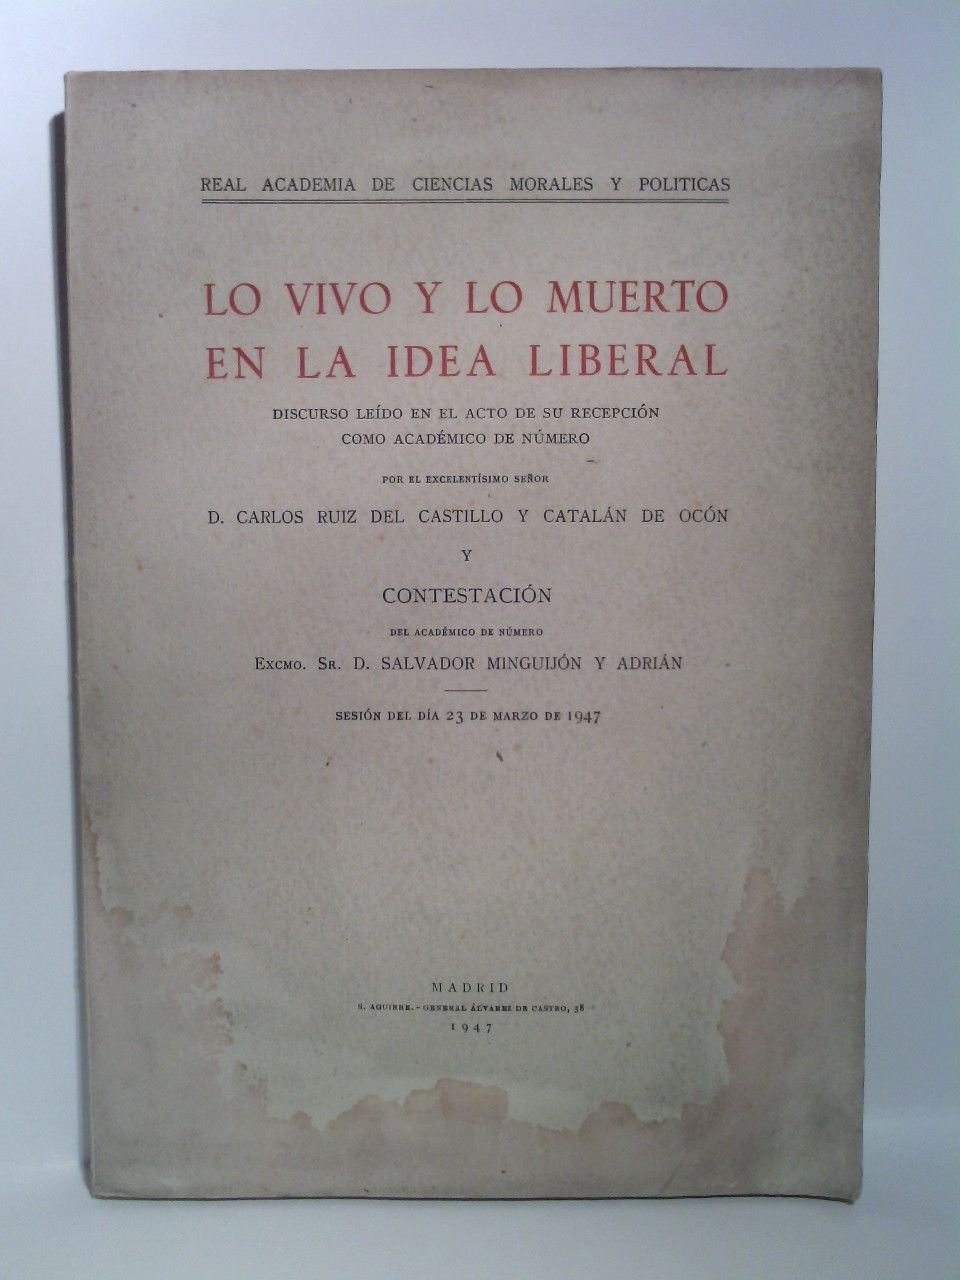 REAL ACADEMIA DE CIENCIAS MORALES Y POLITICAS
LO VIVO Y LO MUERTO
EN LA IDEA LIBERAL
DISCURSO LEÍDO EN EL ACTO DE SU RECEPCIÓN
COMO ACADÉMICO DE NÚMERO
POR EL EXCELENTÍSIMO SEÑOR
D. CARLOS RUIZ DEL CASTILLO Y CATALÁN DE OCÓN
Y
CONTESTACIÓN
DEL ACADÉMICO DE NÚMERO
EXCMO. SR. D. SALVADOR MINGUIJÓN Y ADRIÁN
SESIÓN DEL DÍA 23 DE MARZO DE 1947
MADRID
S. AGUIRRE.-GENERAL ÁLVAREZ DE CASTRO, 38
1947